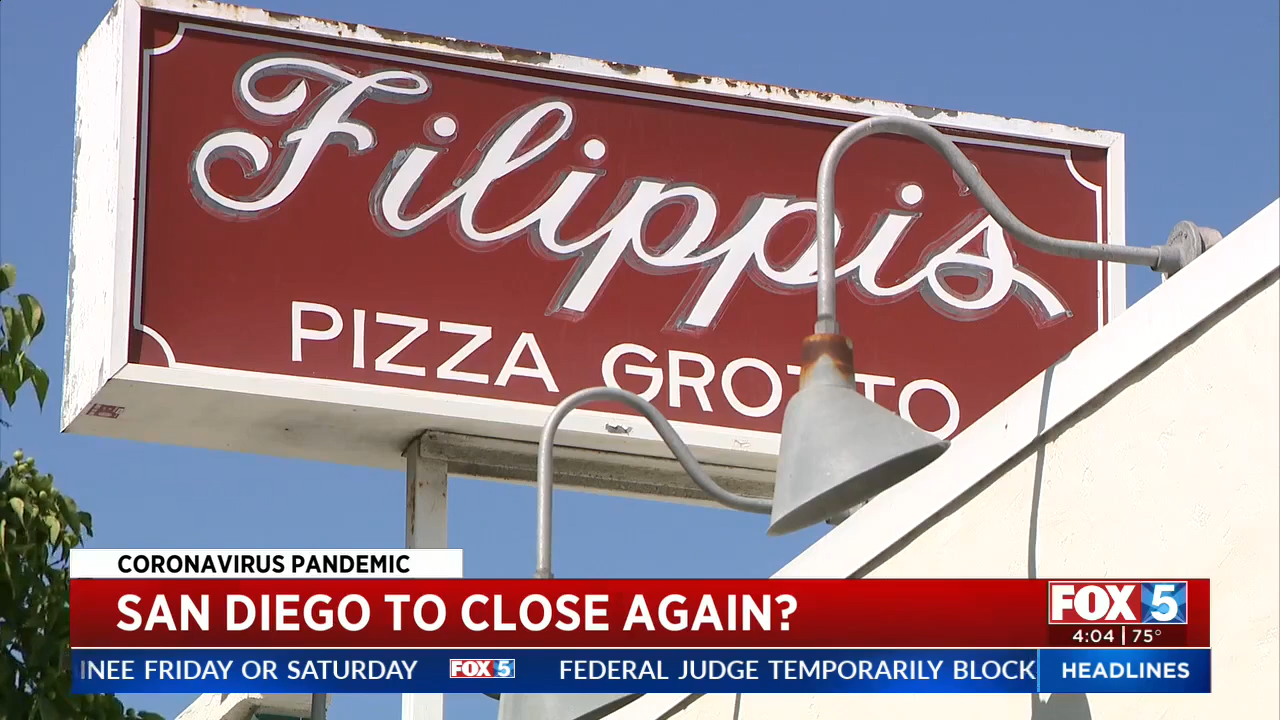 Filippi's
PIZZA GROTTO
CORONAVIRUS PANDEMIC
SAN DIEGO TO CLOSE AGAIN?
FOX 5
4:04 | 75°
INEE FRIDAY OR SATURDAY FOX 5 FEDERAL JUDGE TEMPORARILY BLOCK HEADLINES